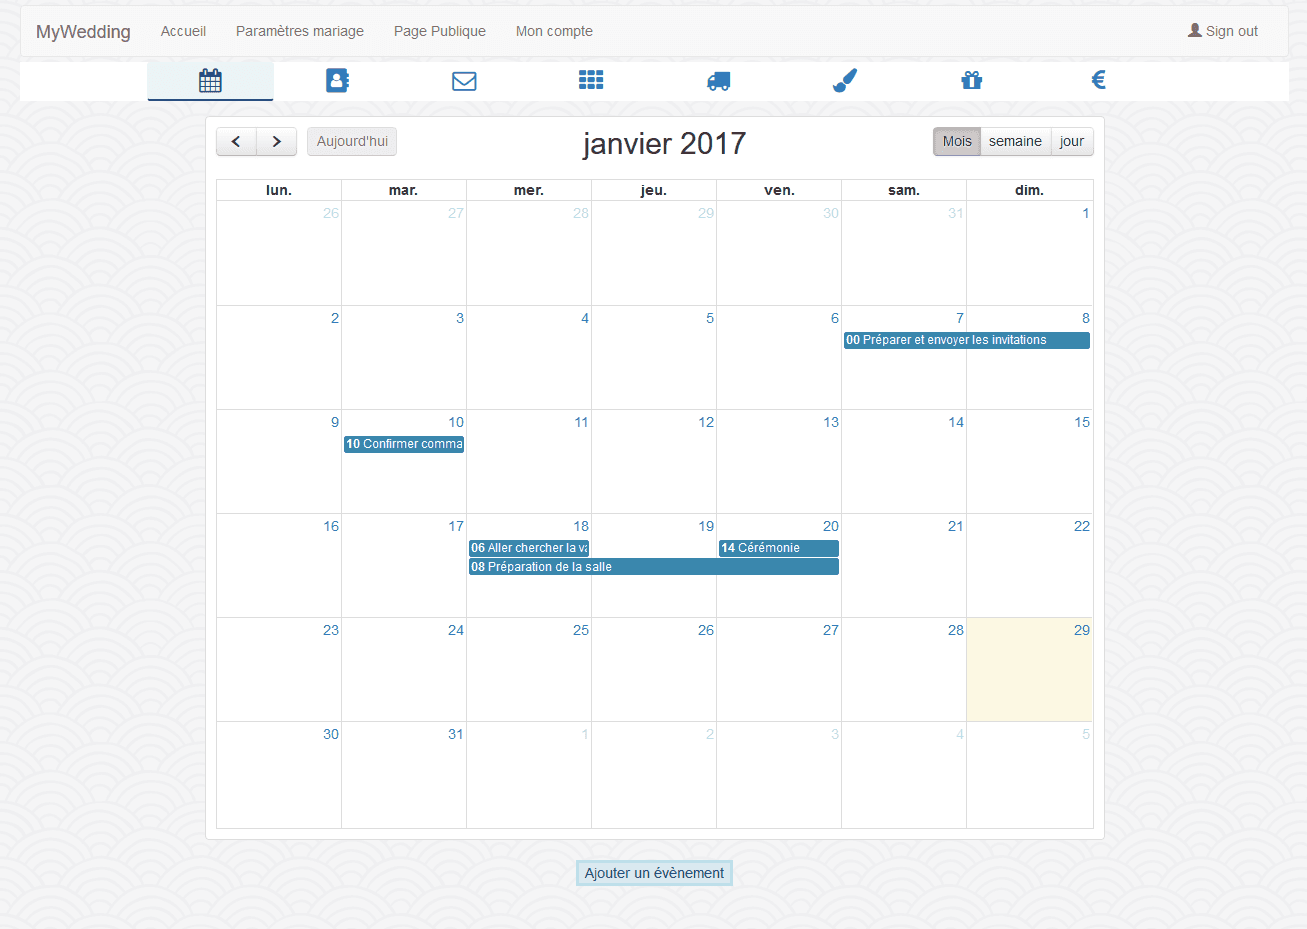 MyWedding Accueil Paramètres mariage Page Publique Mon compte Sign out
Aujourd'hui janvier 2017 Mois semaine jour
lun. mar. mer. jeu. ven. sam. dim.
26 27 28 29 30 31 1
2 3 4 5 6 7 8
00 Préparer et envoyer les invitations
9 10 11 12 13 14 15
10 Confirmer comma
16 17 18 19 20 21 22
06 Aller chercher la va 14 Cérémonie
08 Préparation de la salle
23 24 25 26 27 28 29
30 31 1 2 3 4 5
Ajouter un évènement